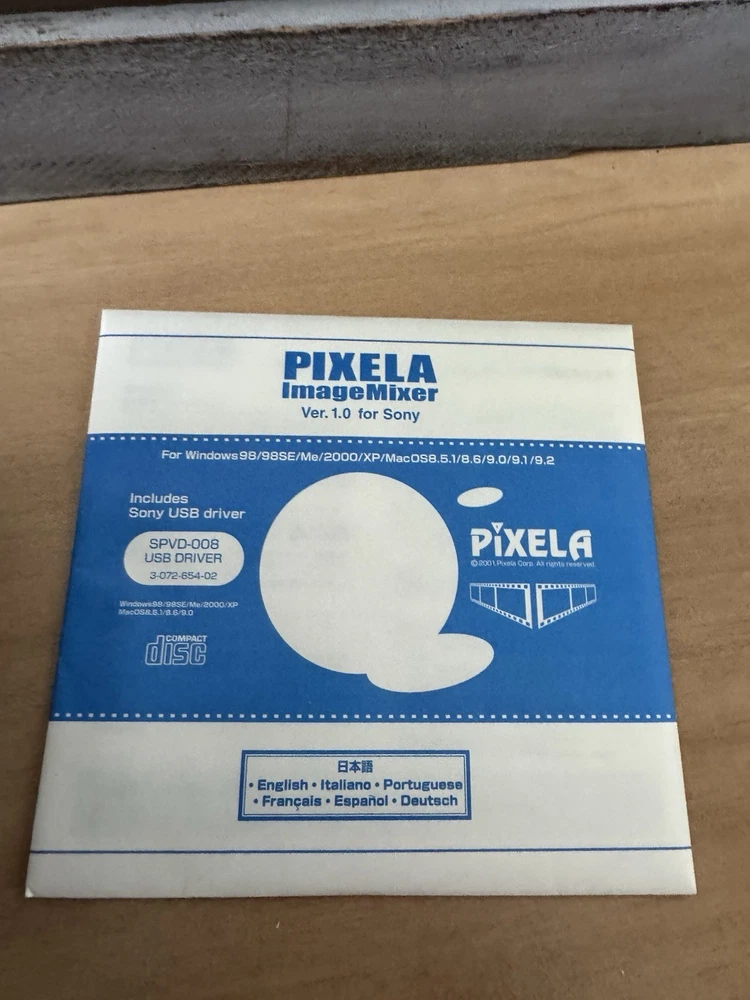 PIXELA
ImageMixer
Ver. 1.0 for Sony
For Windows98/98SE/Me/2000/XP/MacOS8.5.1/8.6/9.0/9.1/9.2
Includes
Sony USB driver
SPVD-008
USB DRIVER
3-072-654-02
Windows98/98SE/Me/2000/XP
MacOS8.5.1/8.6/9.0
COMPACT
disc
PiXELA
©2001 Pixela Corp. All rights reserved.
日本語
• English • Italiano • Portuguese
• Français • Español • Deutsch